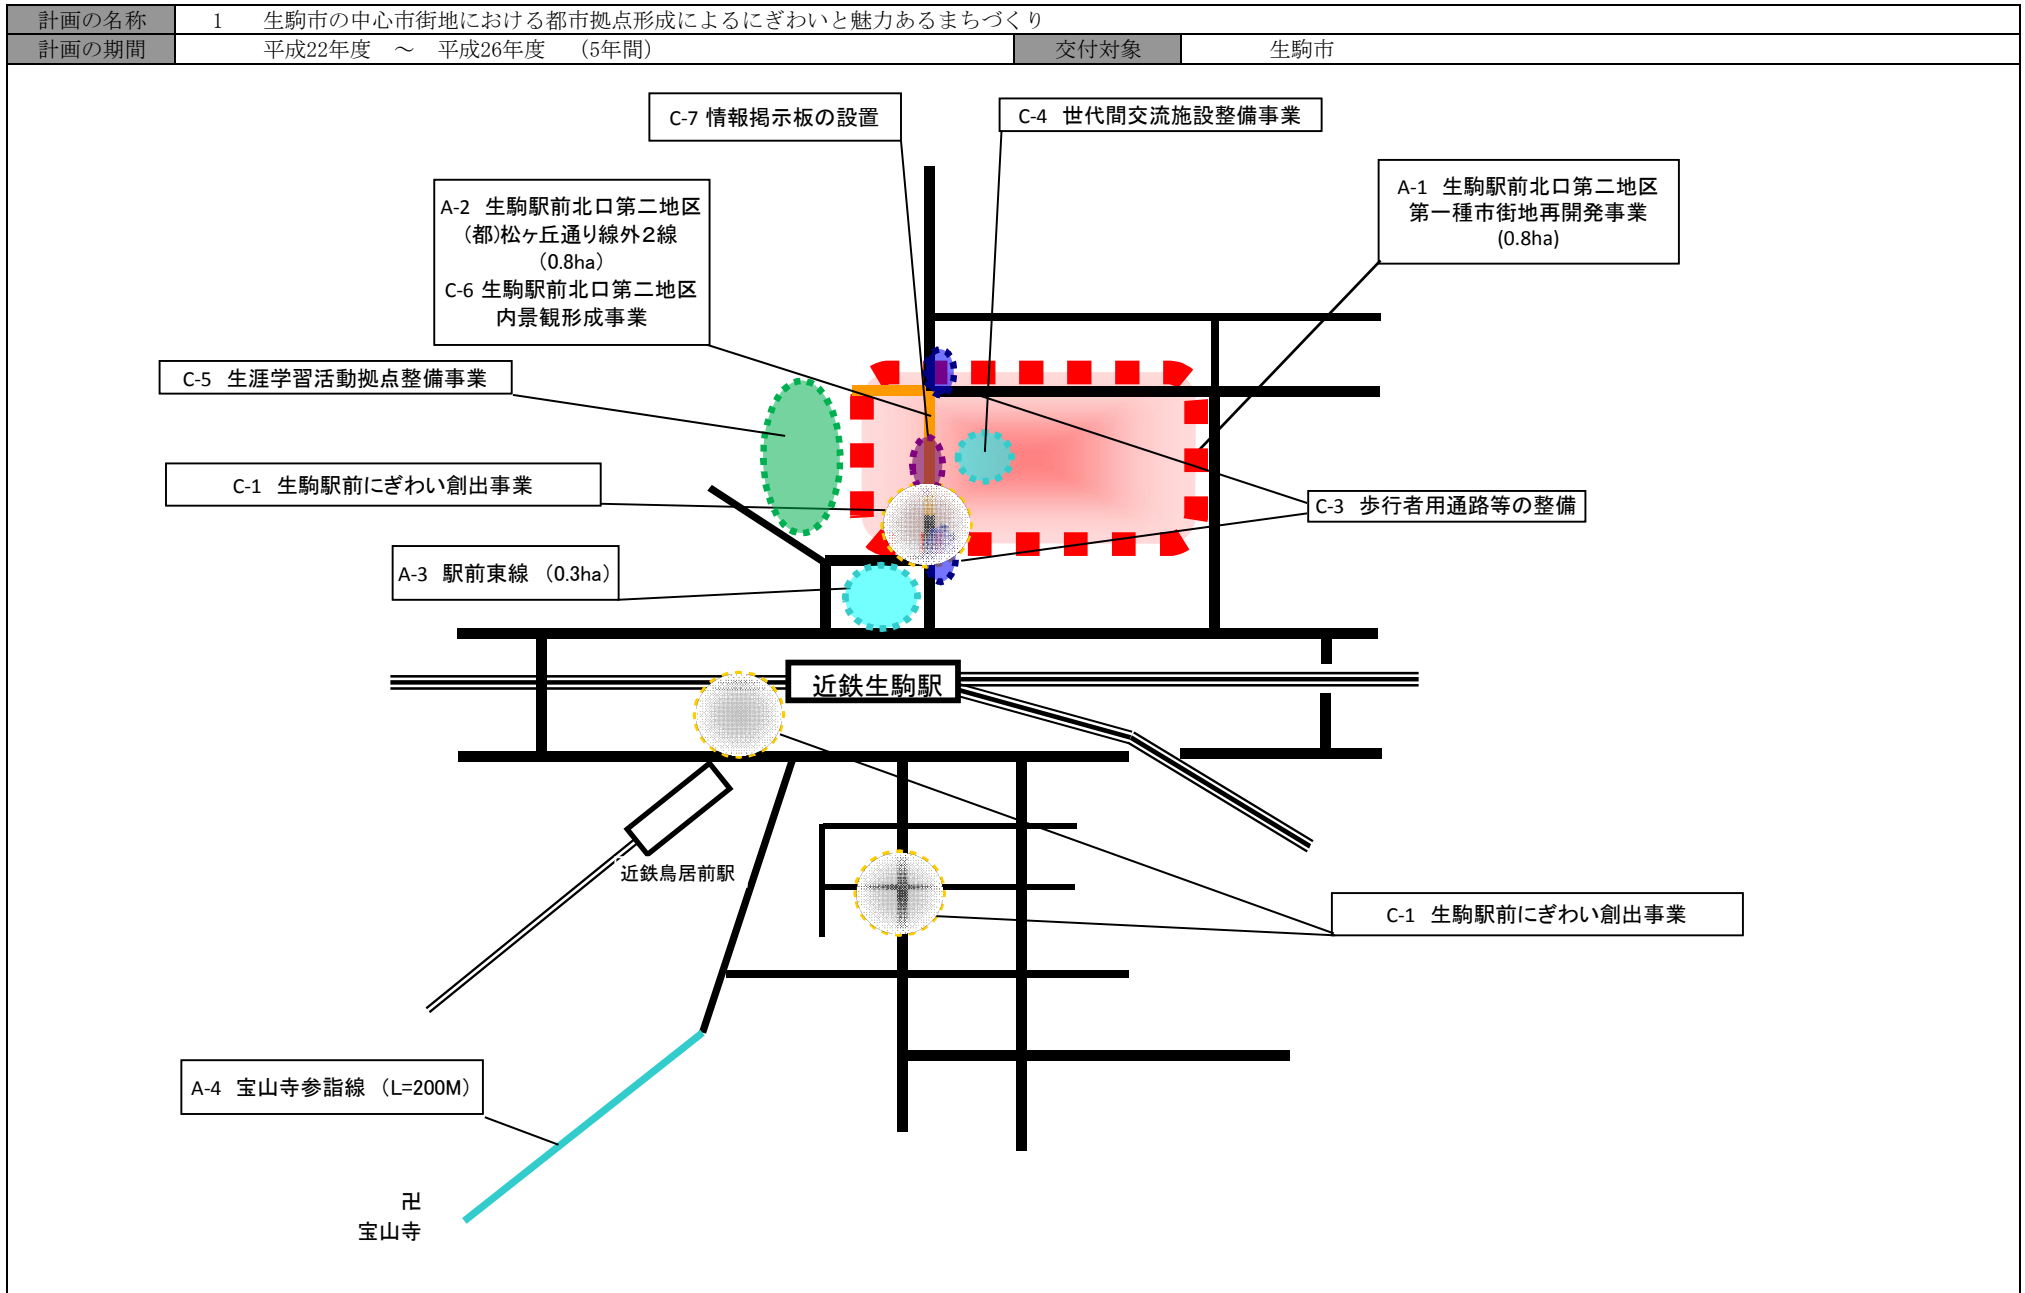 計画の名称 1 生駒市の中心市街地における都市拠点形成によるにぎわいと魅力あるまちづくり
計画の期間 平成22年度 ～ 平成26年度 （5年間） 交付対象 生駒市
C-7 情報掲示板の設置
C-4 世代間交流施設整備事業
A-1 生駒駅前北口第二地区
第一種市街地再開発事業
(0.8ha)
A-2 生駒駅前北口第二地区
(都)松ヶ丘通り線外2線
（0.8ha）
C-6 生駒駅前北口第二地区
内景観形成事業
C-5 生涯学習活動拠点整備事業
C-1 生駒駅前にぎわい創出事業
C-3 歩行者用通路等の整備
A-3 駅前東線 （0.3ha）
近鉄生駒駅
近鉄鳥居前駅
C-1 生駒駅前にぎわい創出事業
A-4 宝山寺参詣線 （L=200M）
卍
宝山寺